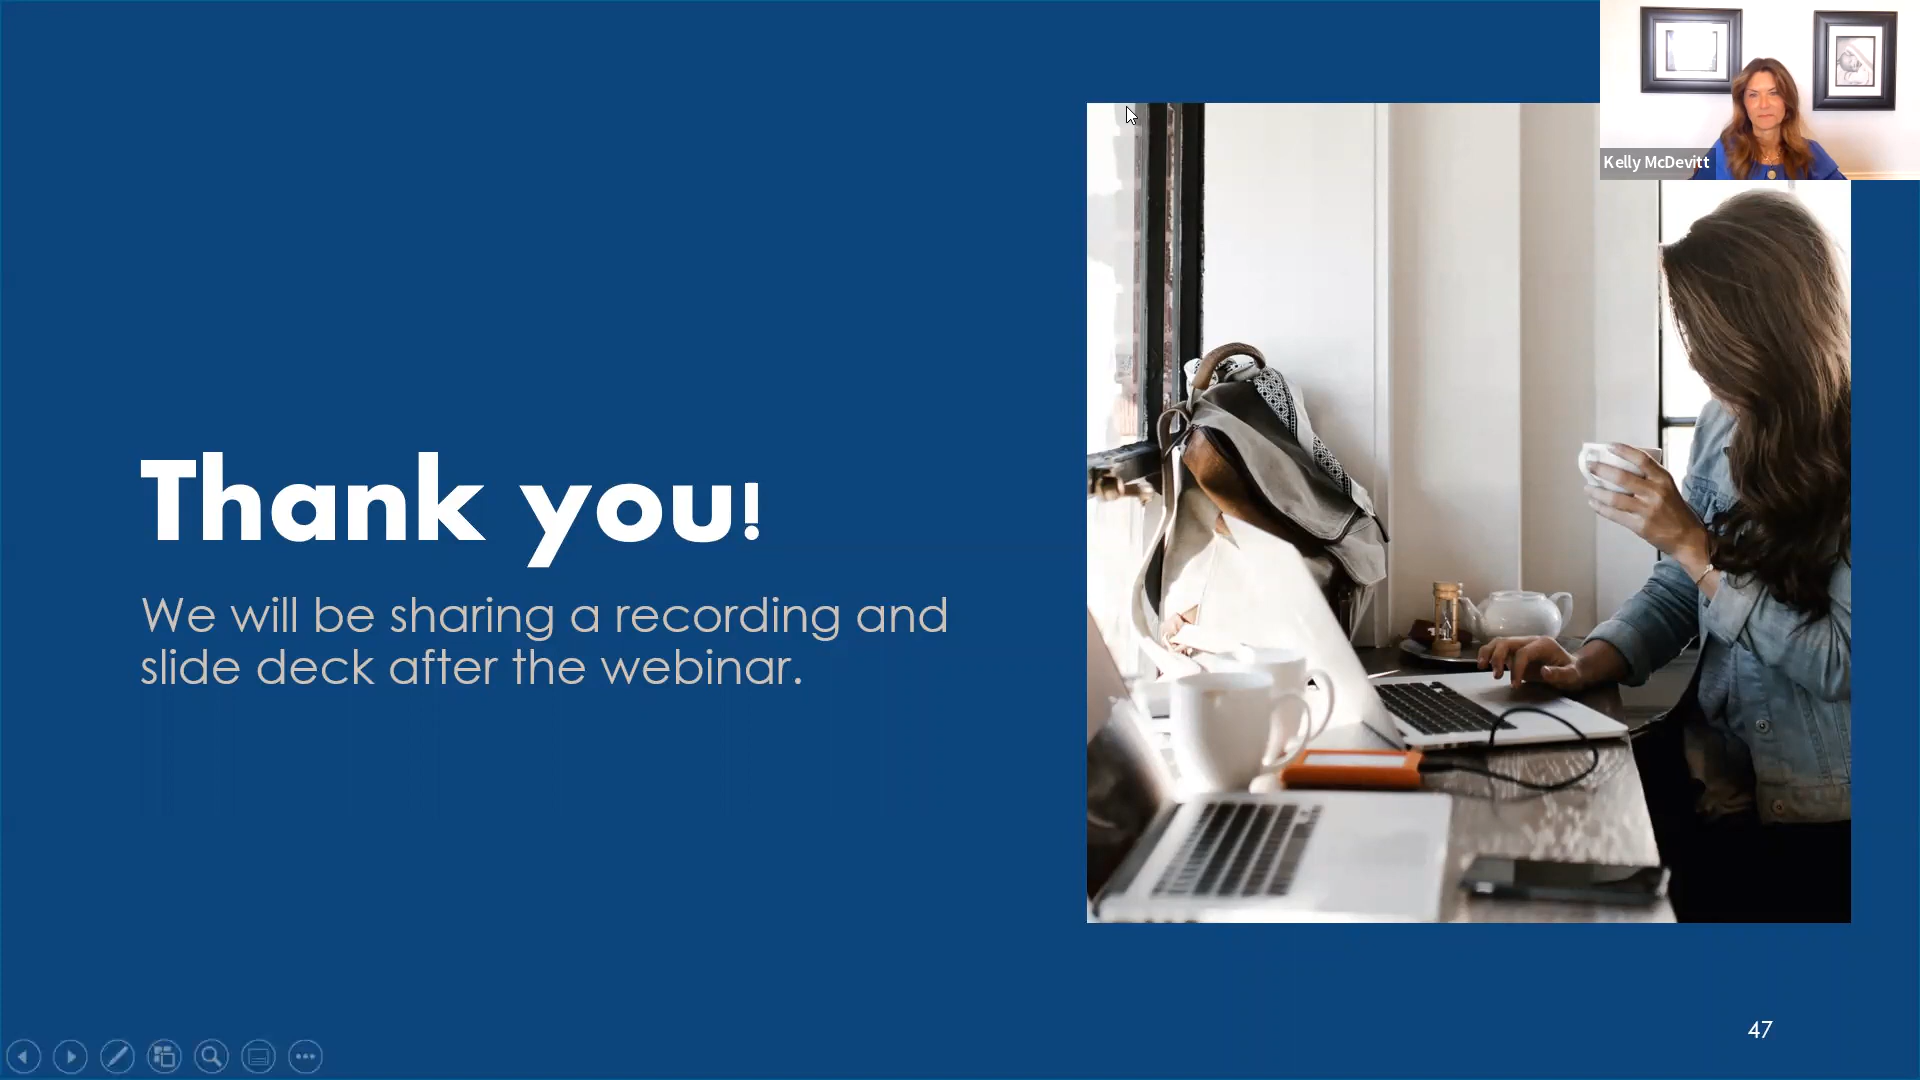 Kelly McDevitt
Thank you!
We will be sharing a recording and
slide deck after the webinar.
47